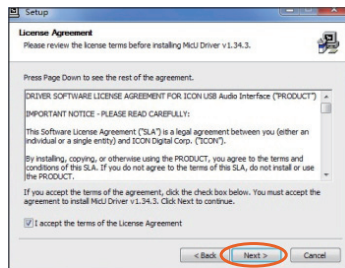 Setup
License Agreement
Please review the license terms before installing McU Driver v1.34.3.
Press Page Down to see the rest of the agreement.
DRIVER SOFTWARE LICENSE AGREEMENT FOR ICON USB Audio Interface ("PRODUCT")
IMPORTANT NOTICE - PLEASE READ CAREFULLY:
This Software License Agreement ("SLA") is a legal agreement between you (either an
individual or a single entity) and ICON Digital Corp. ("ICON").
By installing, copying, or otherwise using the PRODUCT, you agree to the terms and
conditions of this SLA. If you do not agree to the terms of this SLA, do not install or use
the PRODUCT.
If you accept the terms of the agreement, click the check box below. You must accept the
agreement to install McU Driver v1.34.3. Click Next to continue.
I accept the terms of the License Agreement
< Back Next > Cancel